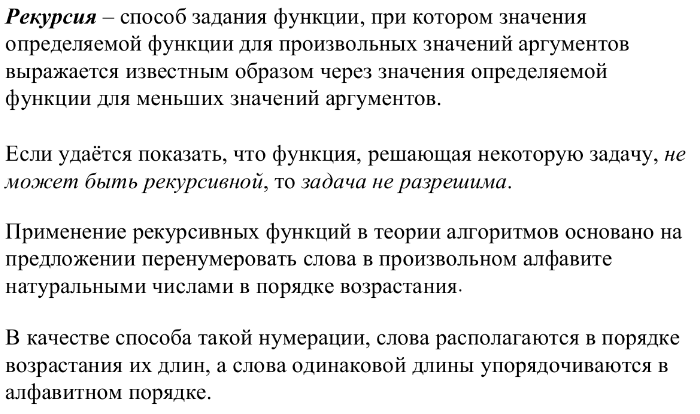 Рекурсия – способ задания функции, при котором значения
определяемой функции для произвольных значений аргументов
выражается известным образом через значения определяемой
функции для меньших значений аргументов.
Если удаётся показать, что функция, решающая некоторую задачу, не
может быть рекурсивной, то задача не разрешима.
Применение рекурсивных функций в теории алгоритмов основано на
предложении перенумеровать слова в произвольном алфавите
натуральными числами в порядке возрастания.
В качестве способа такой нумерации, слова располагаются в порядке
возрастания их длин, а слова одинаковой длины упорядочиваются в
алфавитном порядке.